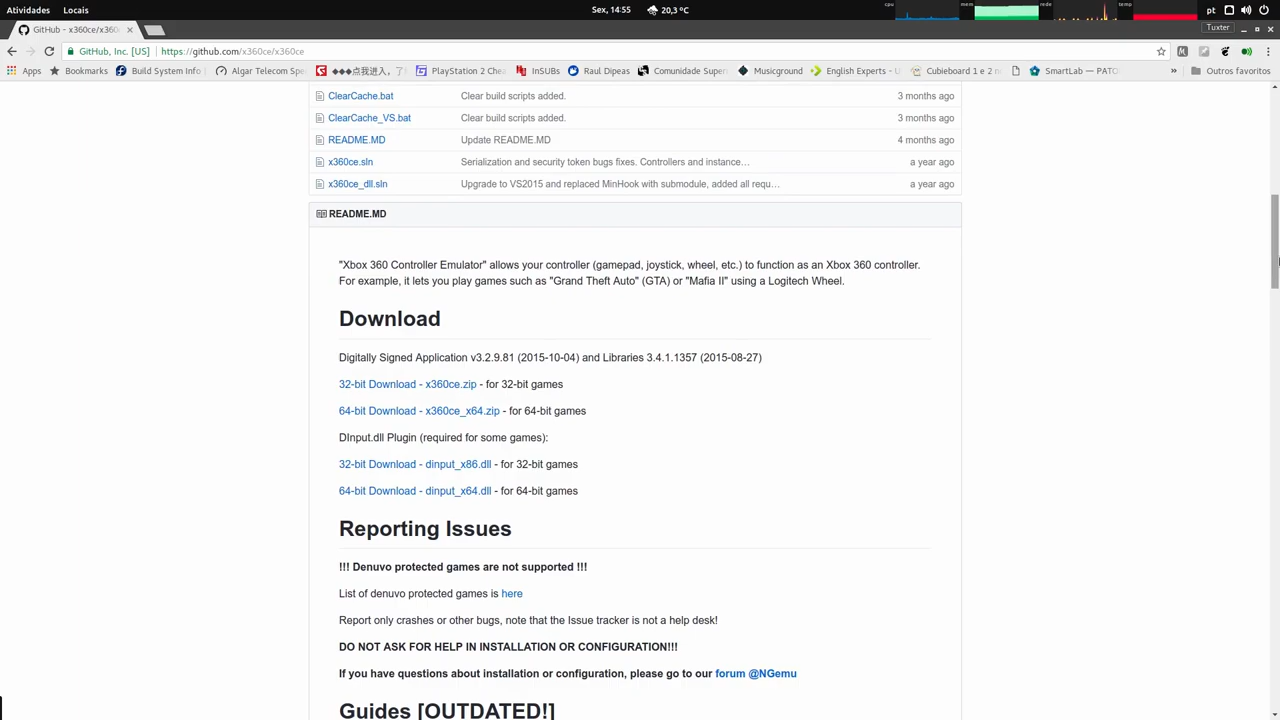 Atividades Locais Sex, 14:55 20,3 °C cpu mem rede temp pt
GitHub - x360ce/x360 Tuxter
GitHub, Inc. [US] https://github.com/x360ce/x360ce
Apps Bookmarks Build System Info Algar Telecom Spe ◆◆◆点我进入， PlayStation 2 Chea InSUBs Raul Dipeas Comunidade Super Musicground English Experts - U Cubieboard 1 e 2 n SmartLab — PATO » Outros favoritos
ClearCache.bat Clear build scripts added. 3 months ago
ClearCache_VS.bat Clear build scripts added. 3 months ago
README.MD Update README.MD 4 months ago
x360ce.sln Serialization and security token bugs fixes. Controllers and instance… a year ago
x360ce_dll.sln Upgrade to VS2015 and replaced MinHook with submodule, added all requ… a year ago
README.MD
"Xbox 360 Controller Emulator" allows your controller (gamepad, joystick, wheel, etc.) to function as an Xbox 360 controller.
For example, it lets you play games such as "Grand Theft Auto" (GTA) or "Mafia II" using a Logitech Wheel.
Download
Digitally Signed Application v3.2.9.81 (2015-10-04) and Libraries 3.4.1.1357 (2015-08-27)
32-bit Download - x360ce.zip - for 32-bit games
64-bit Download - x360ce_x64.zip - for 64-bit games
DInput.dll Plugin (required for some games):
32-bit Download - dinput_x86.dll - for 32-bit games
64-bit Download - dinput_x64.dll - for 64-bit games
Reporting Issues
!!! Denuvo protected games are not supported !!!
List of denuvo protected games is here
Report only crashes or other bugs, note that the Issue tracker is not a help desk!
DO NOT ASK FOR HELP IN INSTALLATION OR CONFIGURATION!!!
If you have questions about installation or configuration, please go to our forum @NGemu
Guides [OUTDATED!]